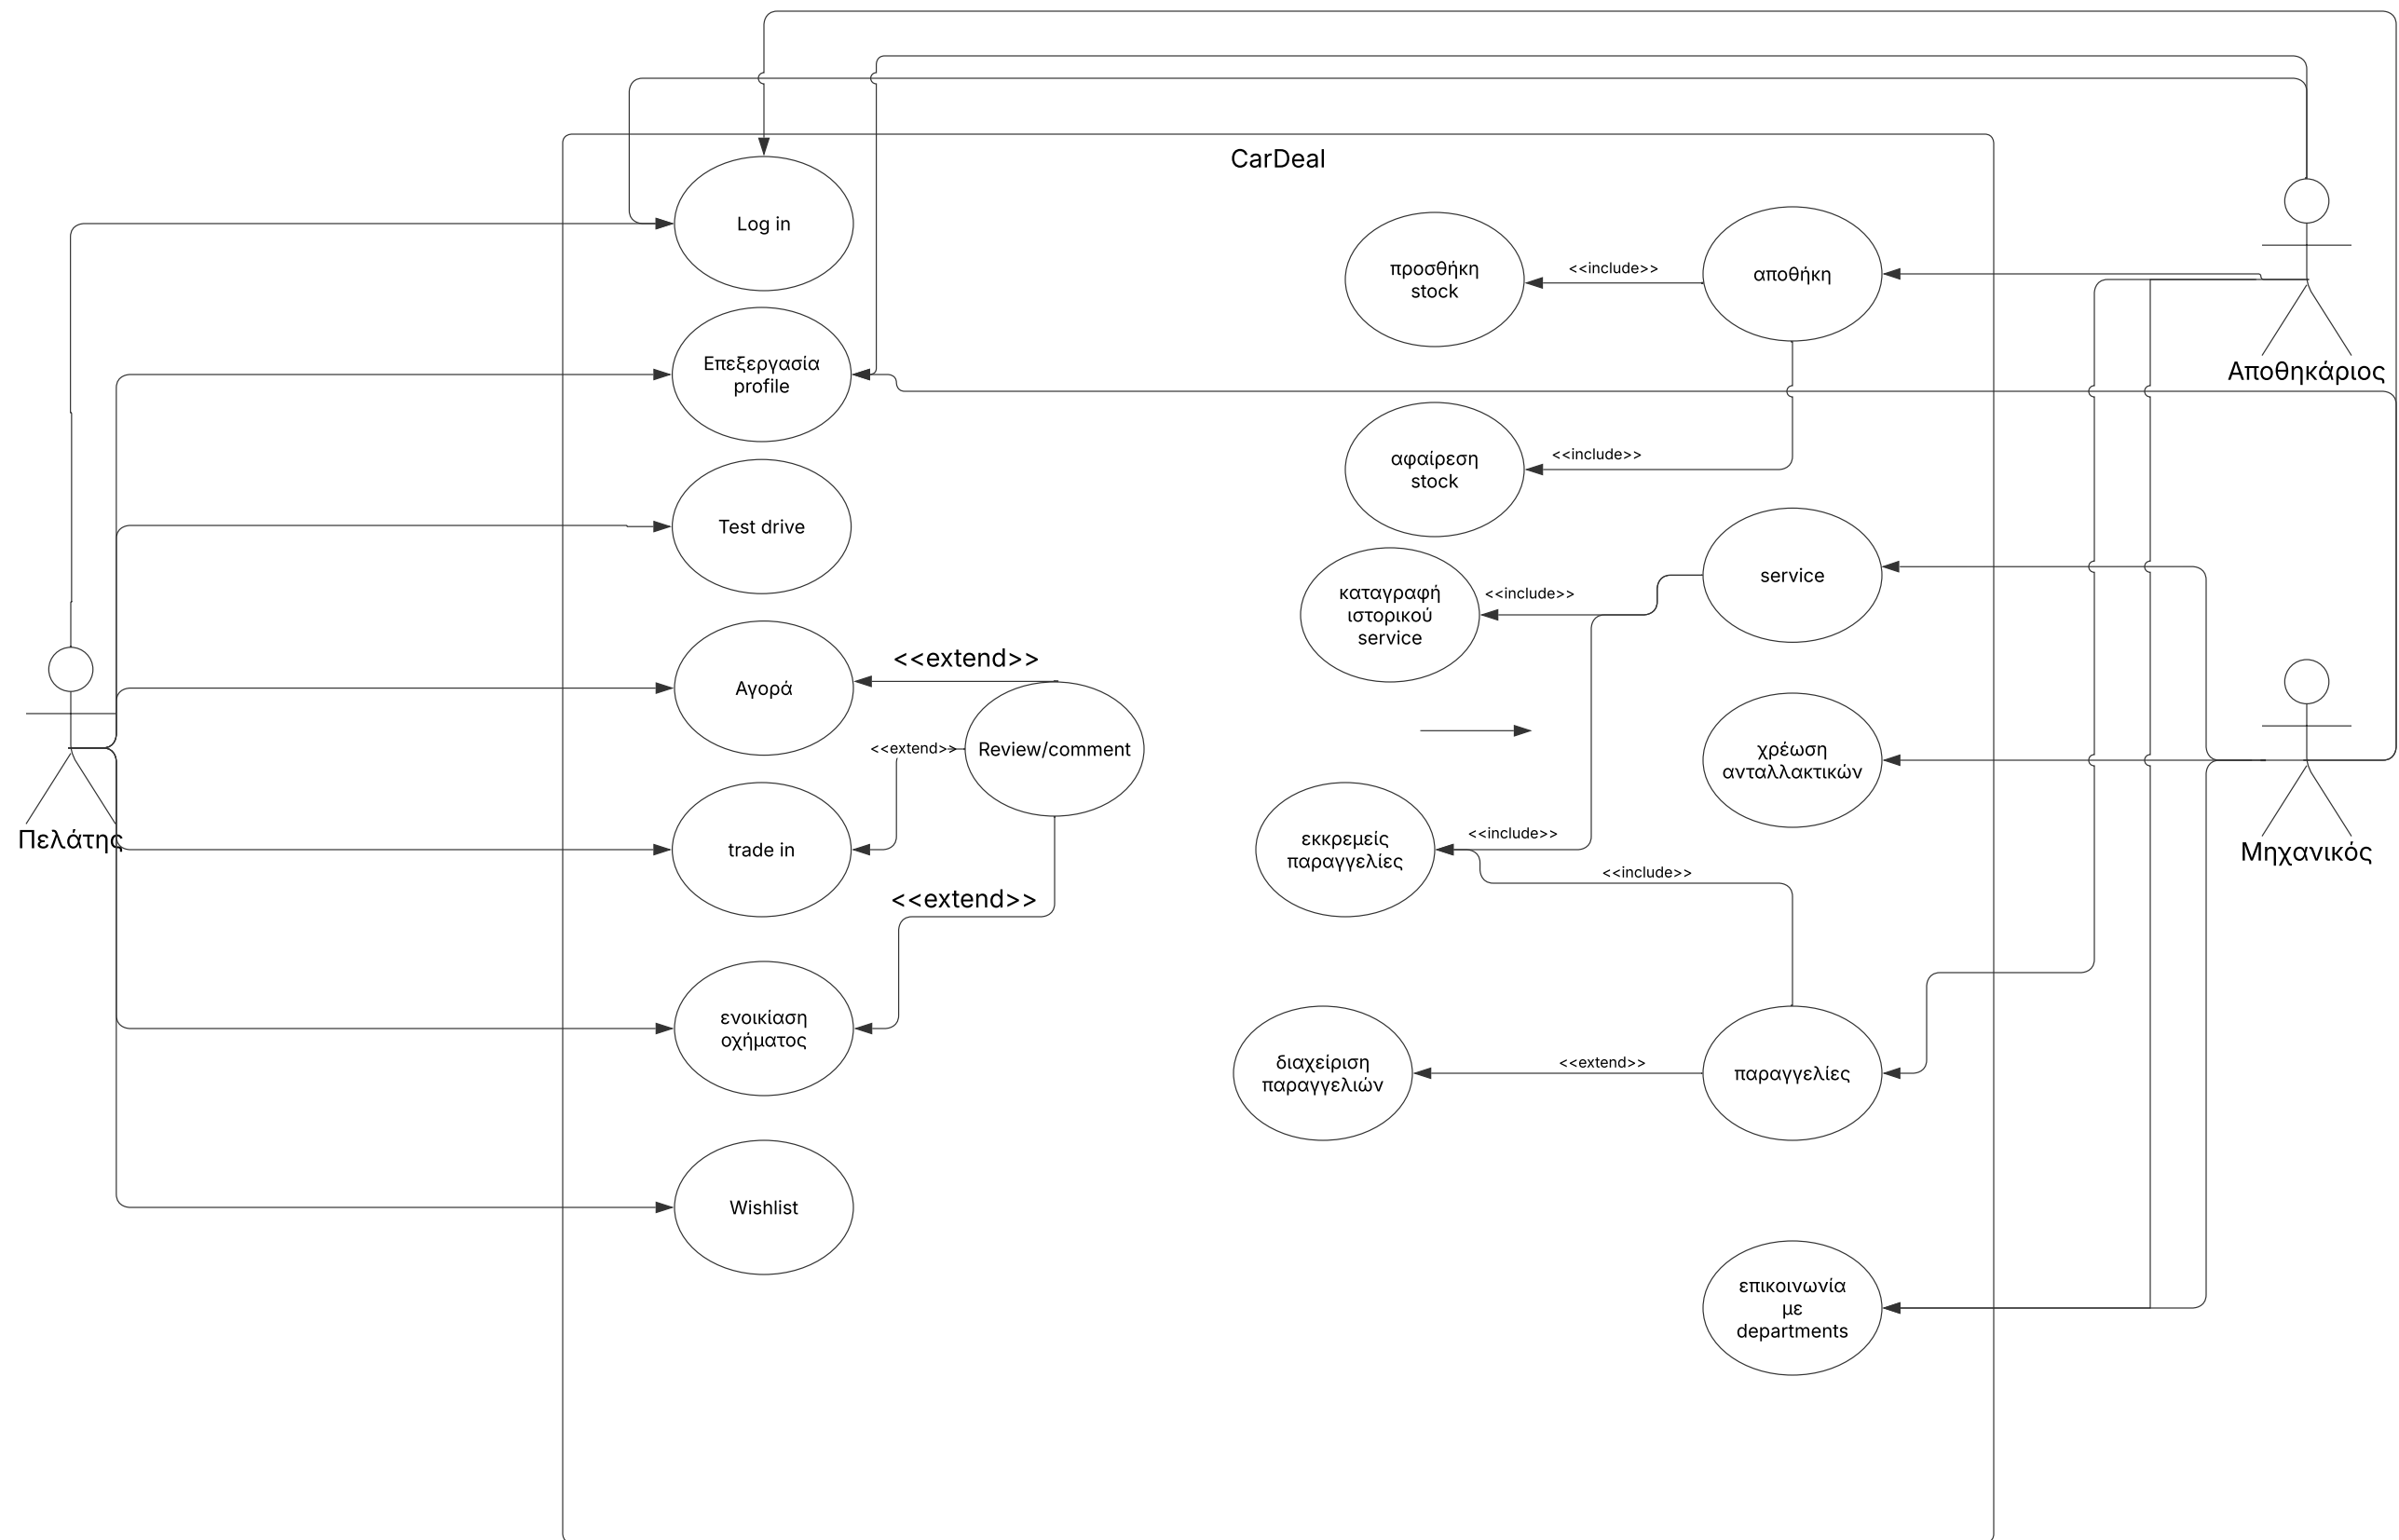 CarDeal
Log in
προσθήκη
stock
<<include>>
αποθήκη
Επεξεργασία
profile
Αποθηκάριος
αφαίρεση
stock
<<include>>
Test drive
service
καταγραφή
ιστορικού
service
<<include>>
<<extend>>
Αγορά
<<extend>>
Review/comment
χρέωση
ανταλλακτικών
Πελάτης
trade in
εκκρεμείς
παραγγελίες
<<include>>
<<include>>
Μηχανικός
<<extend>>
ενοικίαση
οχήματος
διαχείριση
παραγγελιών
<<extend>>
παραγγελίες
Wishlist
επικοινωνία
με
departments